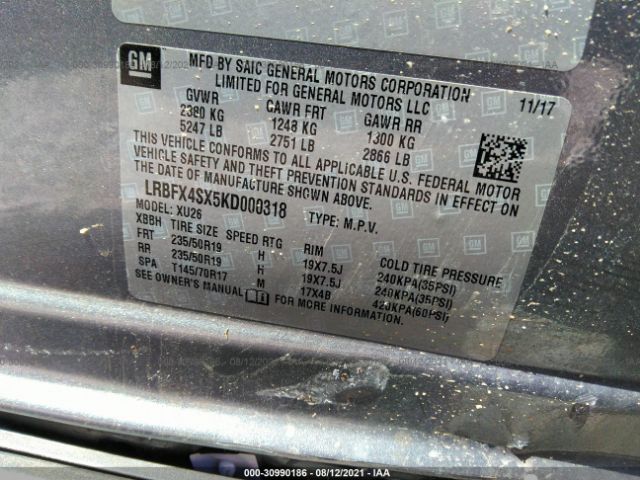 GM
MFD BY SAIC GENERAL MOTORS CORPORATION
LIMITED FOR GENERAL MOTORS LLC
11/17
GVWR GAWR FRT GAWR RR
2380 KG 1248 KG 1300 KG
5247 LB 2751 LB 2866 LB
THIS VEHICLE CONFORMS TO ALL APPLICABLE U.S. FEDERAL MOTOR
VEHICLE SAFETY AND THEFT PREVENTION STANDARDS IN EFFECT ON
THE DATE OF MANUFACTURE SHOWN ABOVE.
LRBFX4SX5KD000318 TYPE: M.P.V.
MODEL: XU26
XBBH TIRE SIZE SPEED RTG RIM COLD TIRE PRESSURE
FRT 235/50R19 H 19X7.5J 240KPA(35PSI)
RR 235/50R19 H 19X7.5J 240KPA(35PSI)
SPA T145/70R17 M 17X4B 420KPA(60PSI)
SEE OWNER'S MANUAL FOR MORE INFORMATION.
000-30990186 - 08/12/2021 - IAA